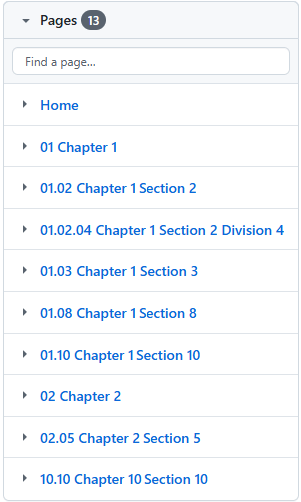 Pages 13
Find a page...
Home
01 Chapter 1
01.02 Chapter 1 Section 2
01.02.04 Chapter 1 Section 2 Division 4
01.03 Chapter 1 Section 3
01.08 Chapter 1 Section 8
01.10 Chapter 1 Section 10
02 Chapter 2
02.05 Chapter 2 Section 5
10.10 Chapter 10 Section 10